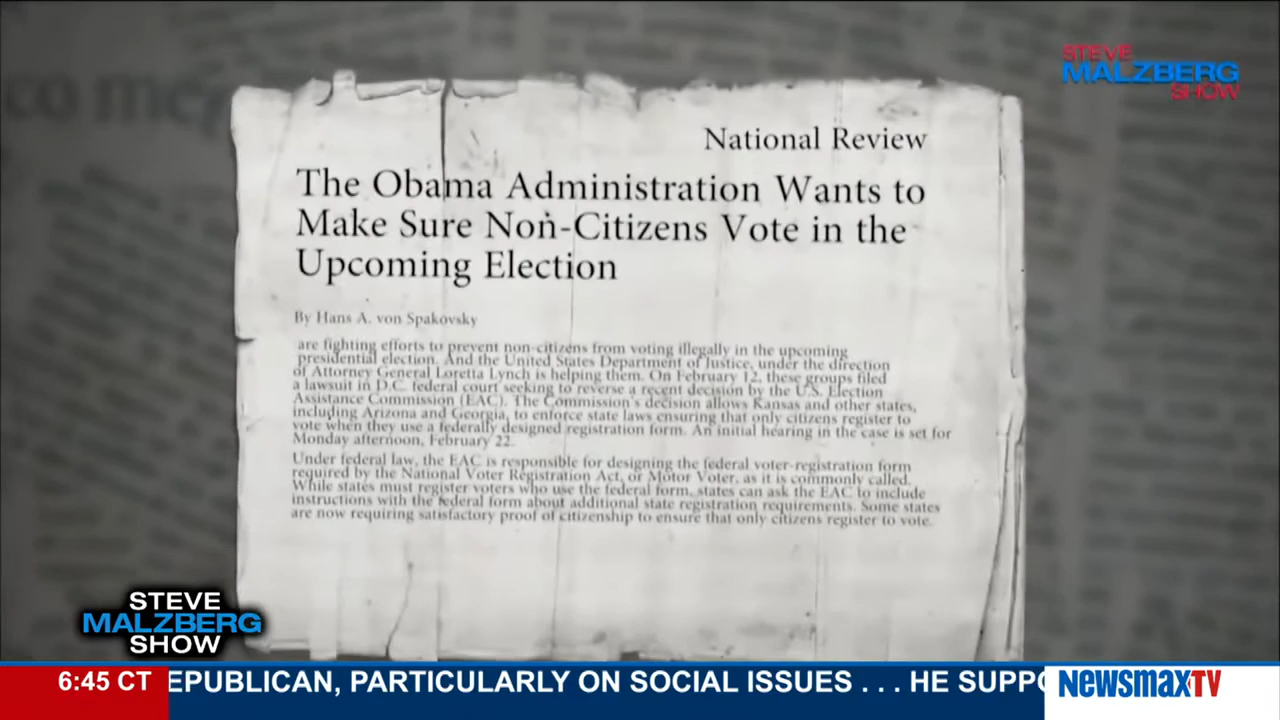 STEVE
MALZBERG
SHOW
National Review
The Obama Administration Wants to
Make Sure Non-Citizens Vote in the
Upcoming Election
By Hans A. von Spakovsky
are fighting efforts to prevent non-citizens from voting illegally in the upcoming
presidential election. And the United States Department of Justice, under the direction
of Attorney General Loretta Lynch is helping them. On February 12, these groups filed
a lawsuit in D.C. federal court seeking to reverse a recent decision by the U.S. Election
Assistance Commission (EAC). The Commission's decision allows Kansas and other states,
including Arizona and Georgia, to enforce state laws ensuring that only citizens register to
vote when they use a federally designed registration form. An initial hearing in the case is set for
Monday afternoon, February 22.
Under federal law, the EAC is responsible for designing the federal voter-registration form
required by the National Voter Registration Act, or Motor Voter, as it is commonly called.
While states must register voters who use the federal form, states can ask the EAC to include
instructions with the federal form about additional state registration requirements. Some states
are now requiring satisfactory proof of citizenship to ensure that only citizens register to vote.
STEVE
MALZBERG
SHOW
6:45 CT EPUBLICAN, PARTICULARLY ON SOCIAL ISSUES . . . HE SUPPO NEWSMAXTV